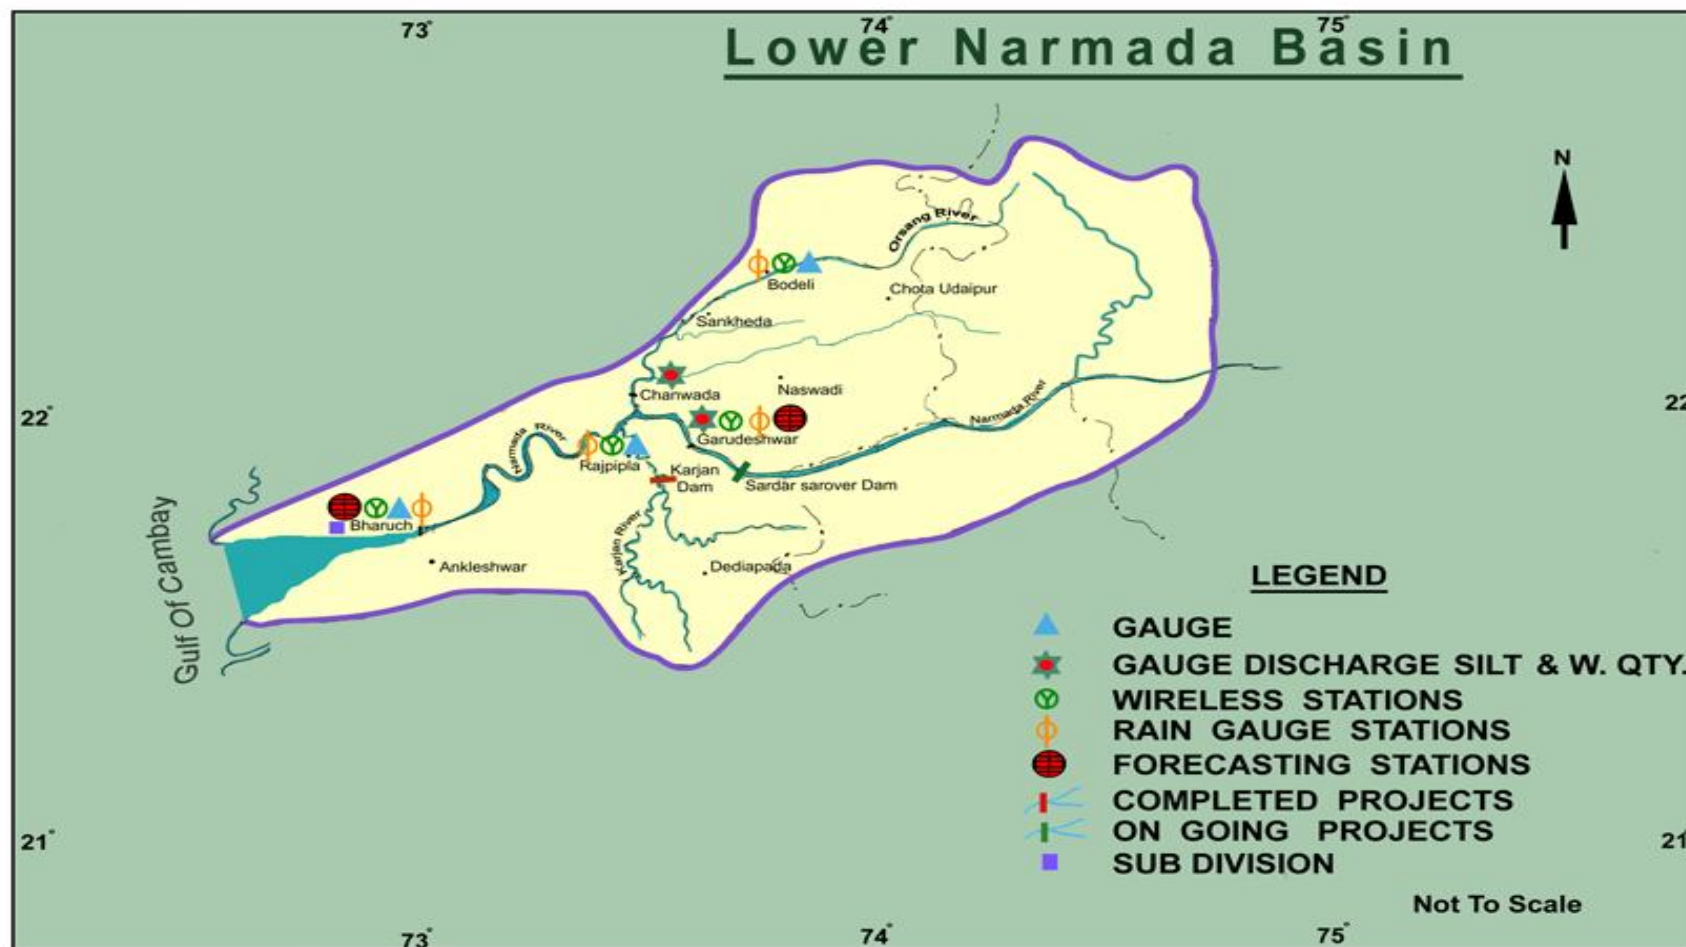 73°
74°
75°
Lower Narmada Basin
N
Orsang River
Bodeli
Chota Udaipur
Sankheda
Naswadi
Chanwada
22°
22
Narmada River
Narmada River
Garudeshwar
Rajpipla
Karjan
Dam
Sardar sarover Dam
Bharuch
Karjan River
Gulf Of Cambay
Ankleshwar
Dediapada
LEGEND
GAUGE
GAUGE DISCHARGE SILT & W. QTY.
WIRELESS STATIONS
RAIN GAUGE STATIONS
FORECASTING STATIONS
COMPLETED PROJECTS
ON GOING PROJECTS
SUB DIVISION
21°
21
Not To Scale
73°
74°
75°